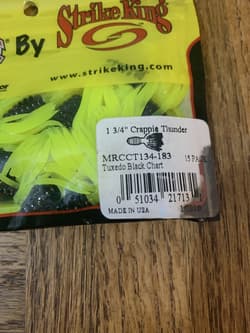 By Strike King
www.strikeking.com
1 3/4" Crappie Thunder
MRCCT134-183 15 PACK
Tuxedo Black Chart
0 51034 21713
MADE IN USA